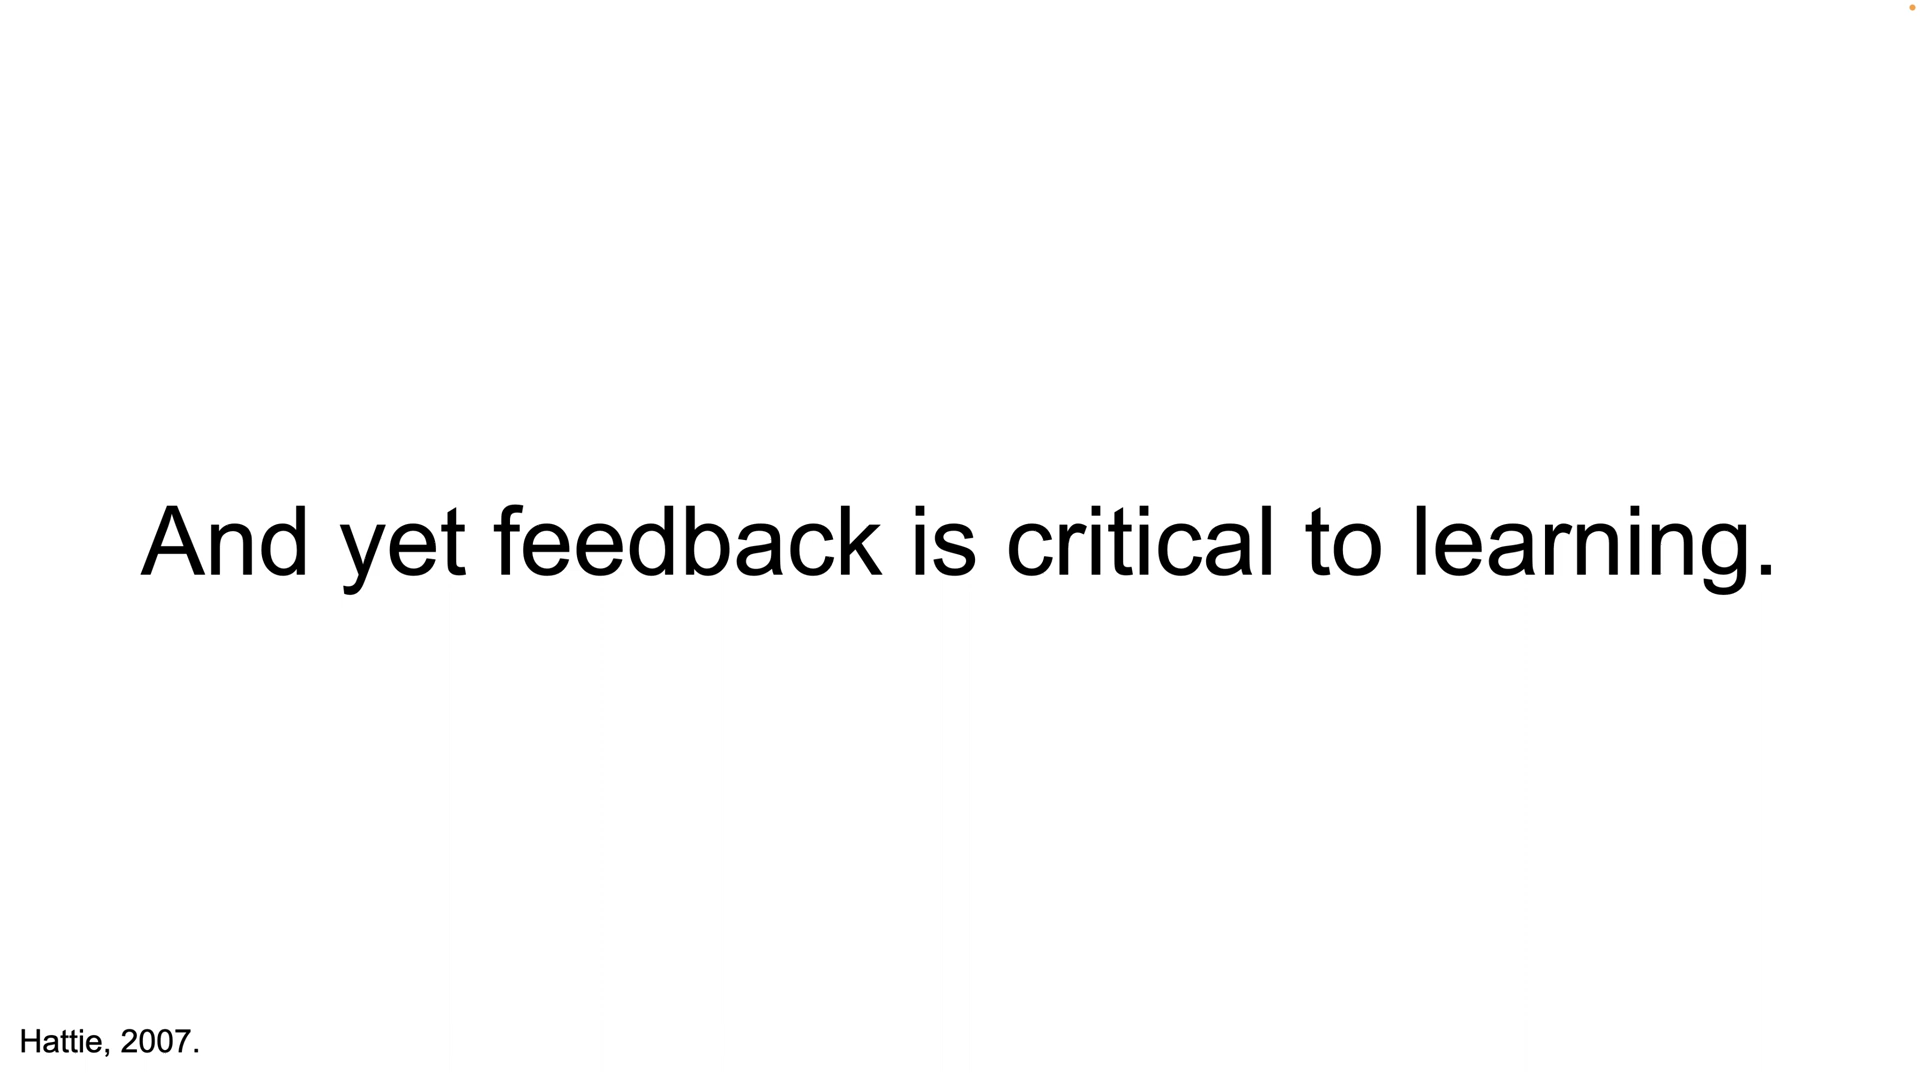 And yet feedback is critical to learning.
Hattie, 2007.